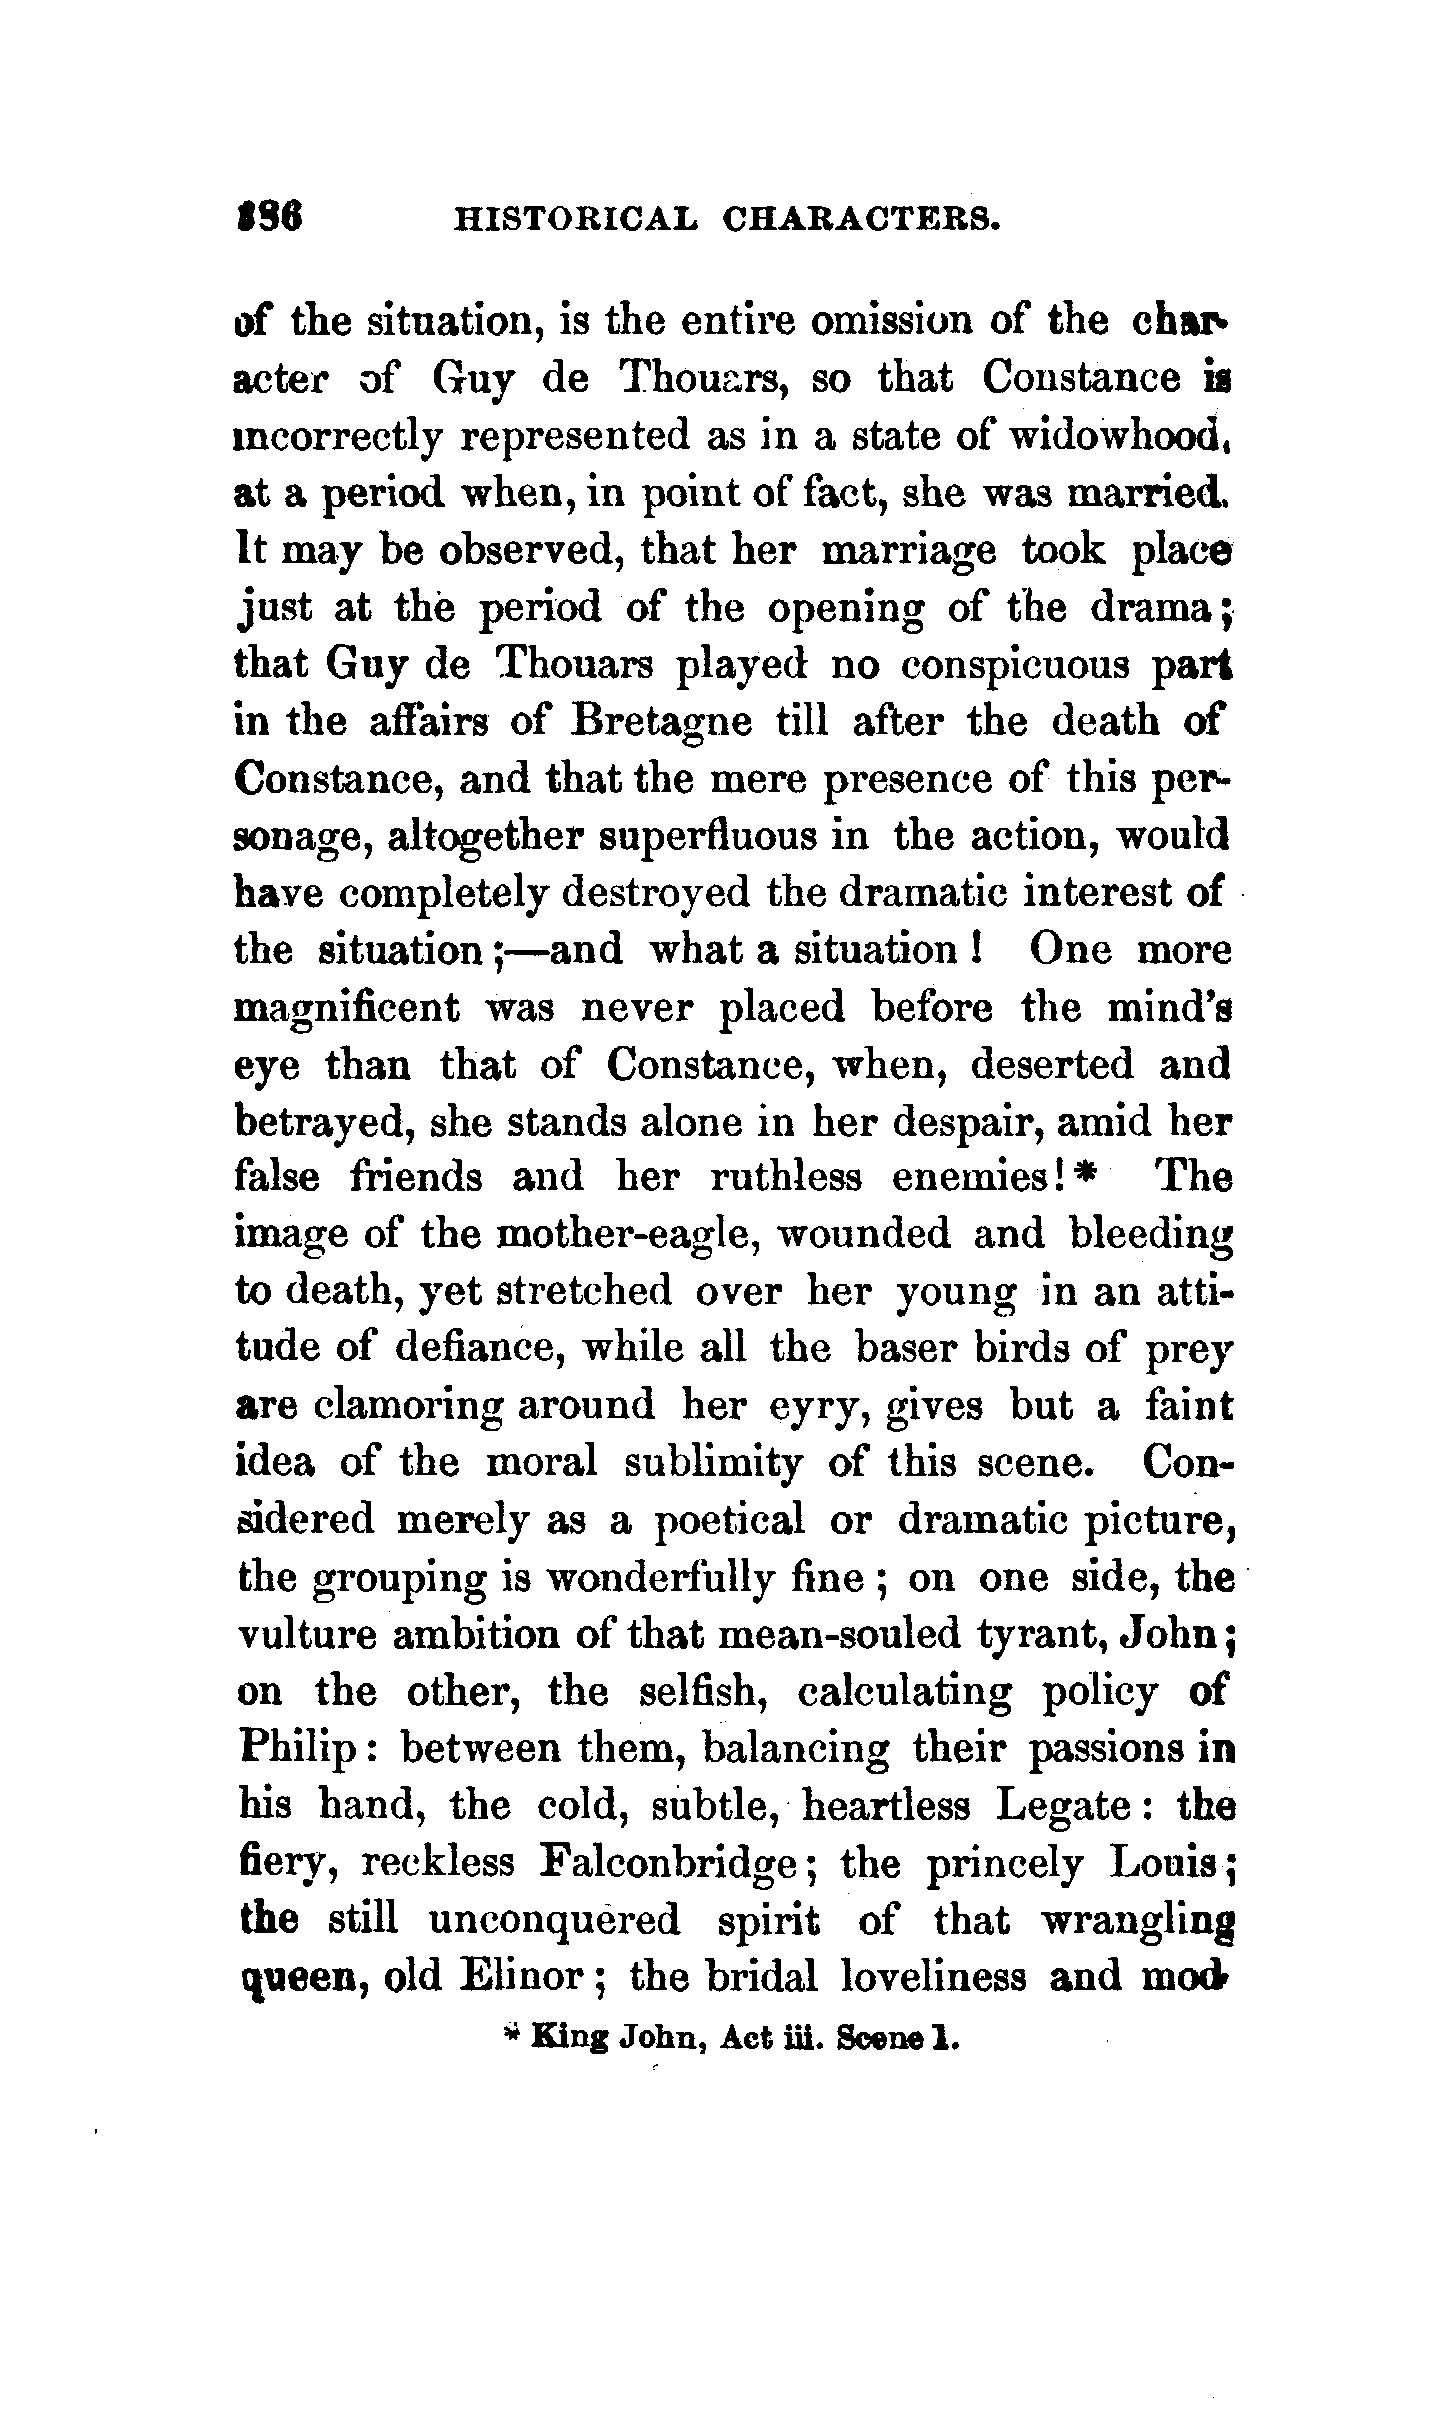 HISTORICAL CHARACTERS.
of the situation, is the entire omission of the char-
acter of Guy de Thouars, so that Constance is
incorrectly represented as in a state of widowhood,
at a period when, in point of fact, she was married.
It may be observed, that her marriage took place
just at the period of the opening of the drama;
that Guy de Thouars played no conspicuous part
in the affairs of Bretagne till after the death of
Constance, and that the mere presence of this per-
sonage, altogether superfluous in the action, would
have completely destroyed the dramatic interest of
the situation;—and what a situation! One more
magnificent was never placed before the mind's
eye than that of Constance, when, deserted and
betrayed, she stands alone in her despair, amid her
false friends and her ruthless enemies!* The
image of the mother-eagle, wounded and bleeding
to death, yet stretched over her young in an atti-
tude of defiance, while all the baser birds of prey
are clamoring around her eyry, gives but a faint
idea of the moral sublimity of this scene. Con-
sidered merely as a poetical or dramatic picture,
the grouping is wonderfully fine; on one side, the
vulture ambition of that mean-souled tyrant, John;
on the other, the selfish, calculating policy of
Philip: between them, balancing their passions in
his hand, the cold, subtle, heartless Legate: the
fiery, reckless Falconbridge; the princely Louis;
the still unconquered spirit of that wrangling
queen, old Elinor; the bridal loveliness and mod-
* King John, Act iii. Scene 1.